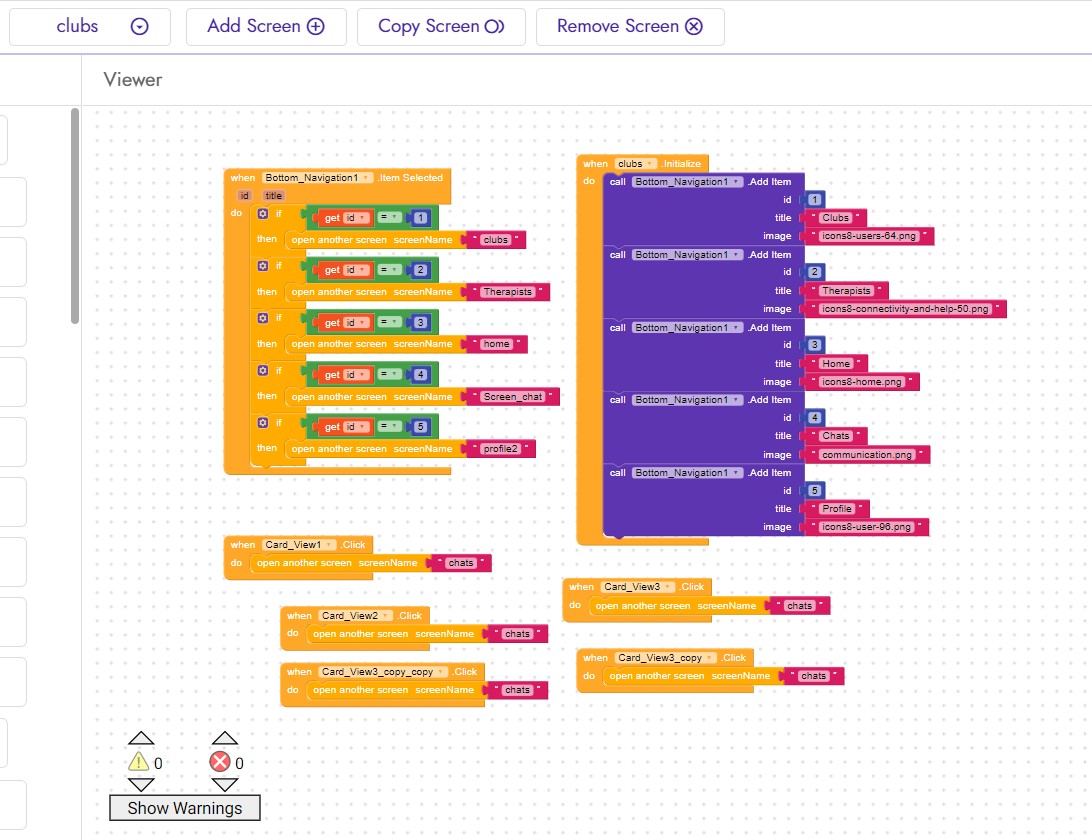 clubs
Add Screen
Copy Screen
Remove Screen
Viewer
when Bottom_Navigation1 .Item Selected
id title
do if get id = 1
then open another screen screenName " clubs "
if get id = 2
then open another screen screenName " Therapists "
if get id = 3
then open another screen screenName " home "
if get id = 4
then open another screen screenName " Screen_chat "
if get id = 5
then open another screen screenName " profile2 "
when clubs .Initialize
do call Bottom_Navigation1 .Add Item
id 1
title " Clubs "
image " icons8-users-64.png "
call Bottom_Navigation1 .Add Item
id 2
title " Therapists "
image " icons8-connectivity-and-help-50.png "
call Bottom_Navigation1 .Add Item
id 3
title " Home "
image " icons8-home.png "
call Bottom_Navigation1 .Add Item
id 4
title " Chats "
image " communication.png "
call Bottom_Navigation1 .Add Item
id 5
title " Profile "
image " icons8-user-96.png "
when Card_View1 .Click
do open another screen screenName " chats "
when Card_View2 .Click
do open another screen screenName " chats "
when Card_View3_copy_copy .Click
do open another screen screenName " chats "
when Card_View3 .Click
do open another screen screenName " chats "
when Card_View3_copy .Click
do open another screen screenName " chats "
0 0
Show Warnings